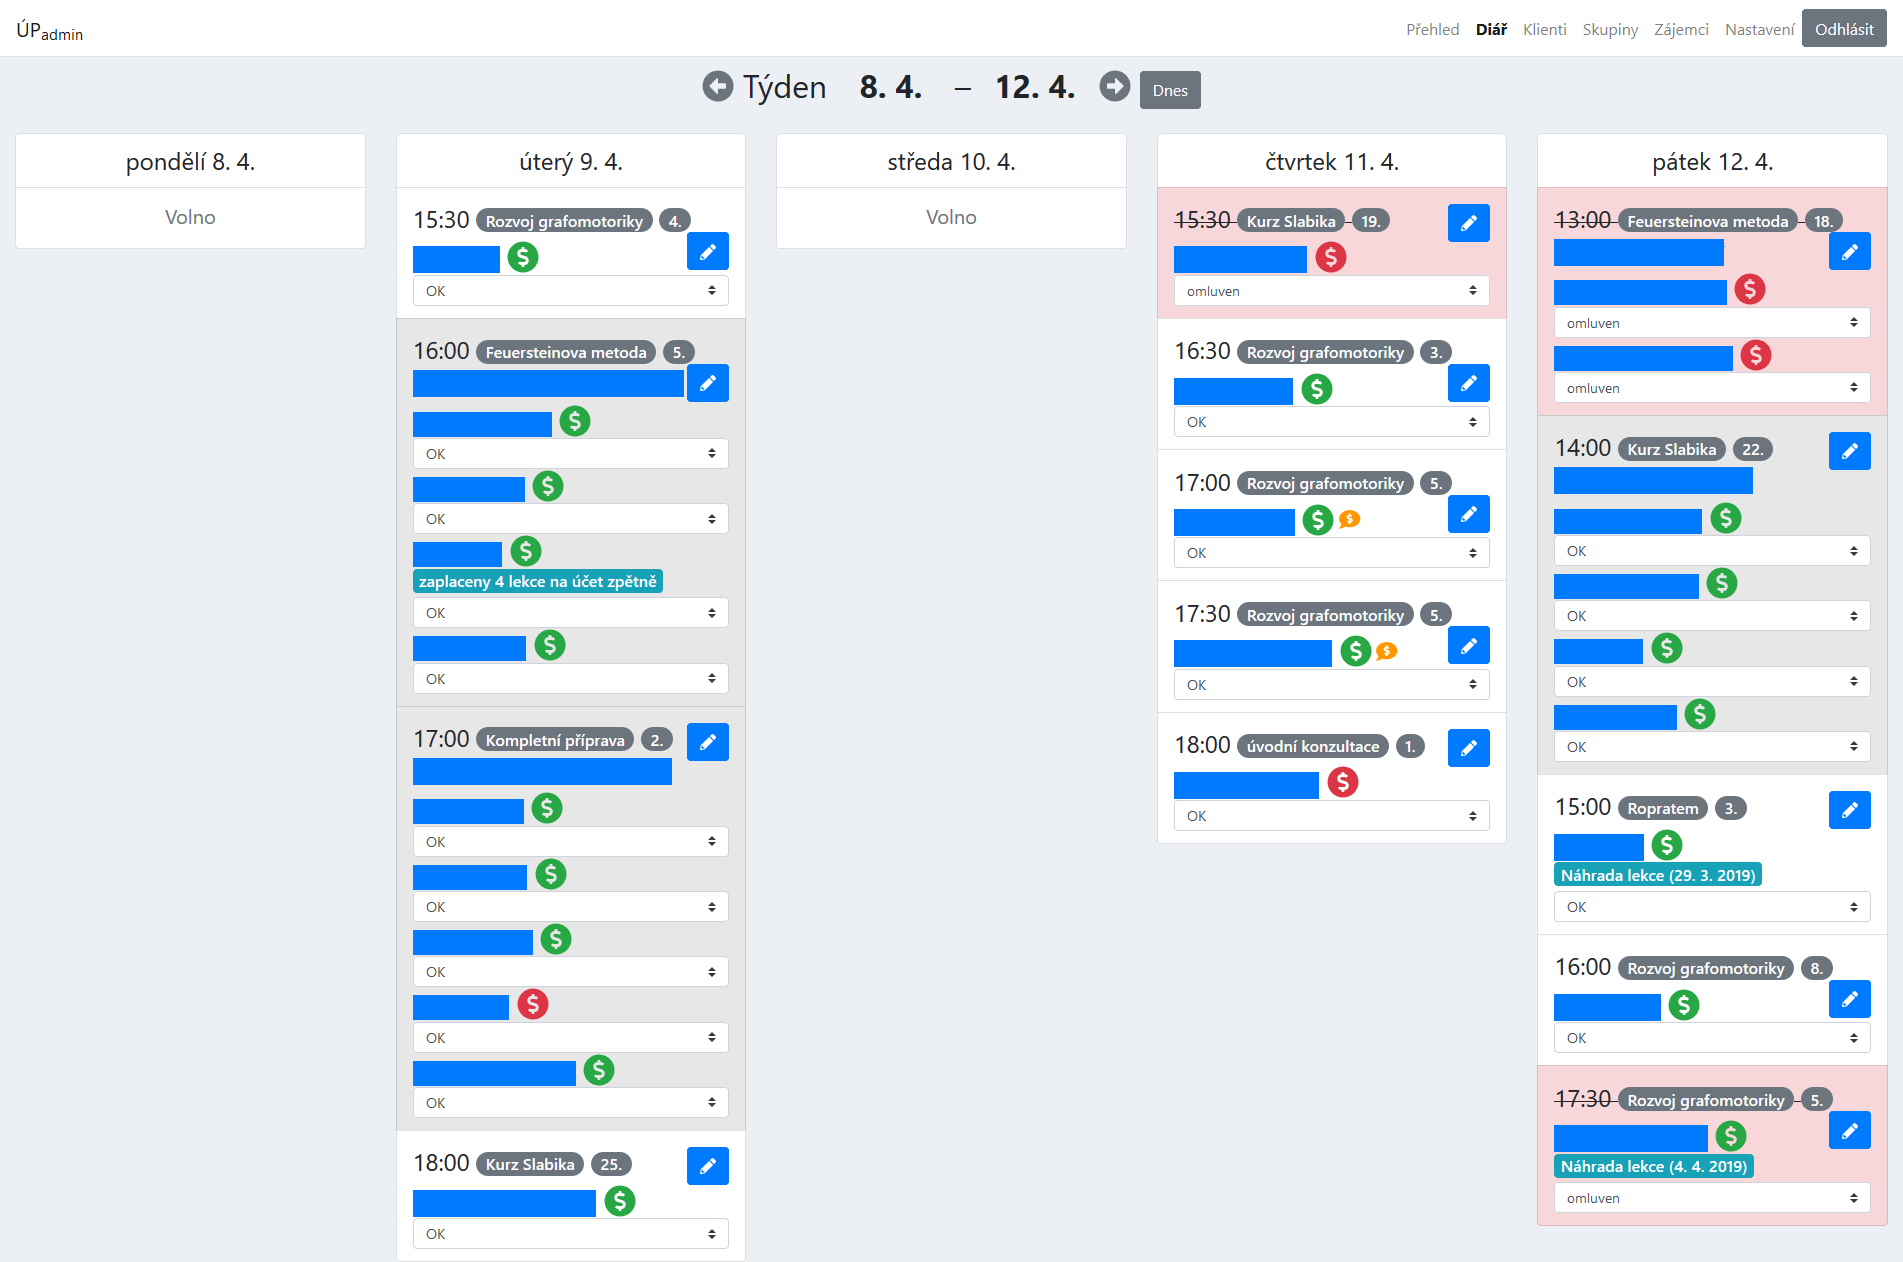 ÚPadmin
Přehled Diář Klienti Skupiny Zájemci Nastavení Odhlásit
Týden 8. 4. – 12. 4. Dnes
pondělí 8. 4.
Volno
úterý 9. 4.
15:30 Rozvoj grafomotoriky 4.
OK
16:00 Feuersteinova metoda 5.
OK
OK
zaplaceny 4 lekce na účet zpětně
OK
OK
17:00 Kompletní příprava 2.
OK
OK
OK
OK
OK
18:00 Kurz Slabika 25.
OK
středa 10. 4.
Volno
čtvrtek 11. 4.
15:30 Kurz Slabika 19.
omluven
16:30 Rozvoj grafomotoriky 3.
OK
17:00 Rozvoj grafomotoriky 5.
OK
17:30 Rozvoj grafomotoriky 5.
OK
18:00 úvodní konzultace 1.
OK
pátek 12. 4.
13:00 Feuersteinova metoda 18.
omluven
omluven
14:00 Kurz Slabika 22.
OK
OK
OK
OK
15:00 Ropratem 3.
Náhrada lekce (29. 3. 2019)
OK
16:00 Rozvoj grafomotoriky 8.
OK
17:30 Rozvoj grafomotoriky 5.
Náhrada lekce (4. 4. 2019)
omluven